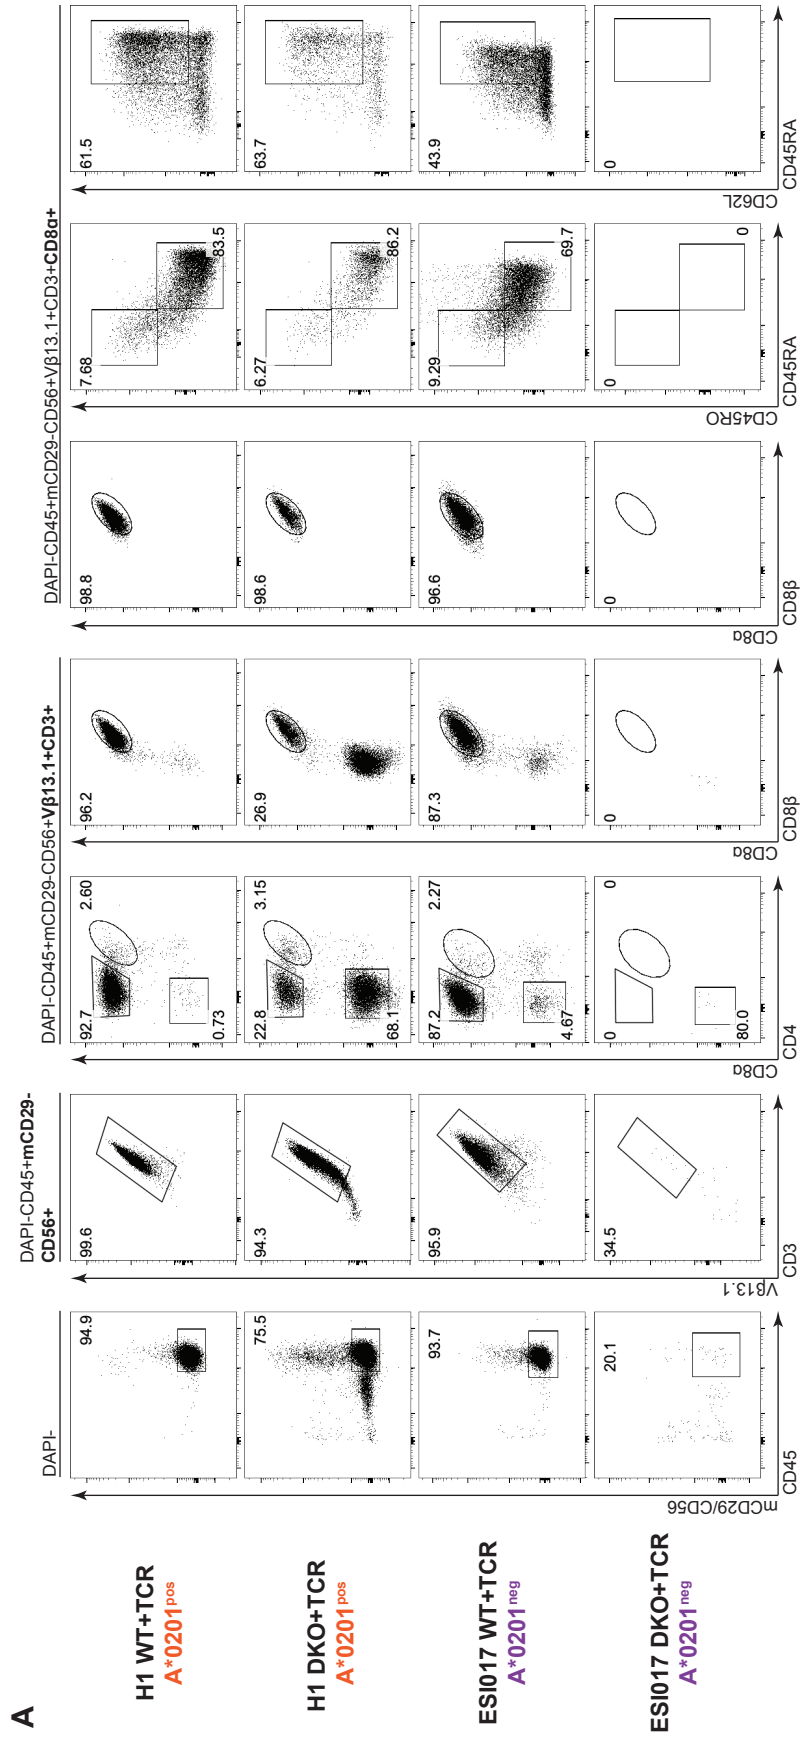 A
DAPI-
DAPI-CD45+mCD29-
CD56+
DAPI-CD45+mCD29-CD56+Vβ13.1+CD3+
DAPI-CD45+mCD29-CD56+Vβ13.1+CD3+CD8α+
H1 WT+TCR
A*0201pos
94.9
99.6
92.7
2.60
0.73
96.2
98.8
7.68
83.5
61.5
H1 DKO+TCR
A*0201pos
75.5
94.3
22.8
3.15
68.1
26.9
98.6
6.27
86.2
63.7
ESI017 WT+TCR
A*0201neg
93.7
95.9
87.2
2.27
4.67
87.3
96.6
9.29
69.7
43.9
ESI017 DKO+TCR
A*0201neg
20.1
34.5
0
0
80.0
0
0
0
0
0
mCD29/CD56
CD45
Vβ13.1
CD3
CD8α
CD4
CD8α
CD8β
CD8α
CD8β
CD45RO
CD45RA
CD62L
CD45RA